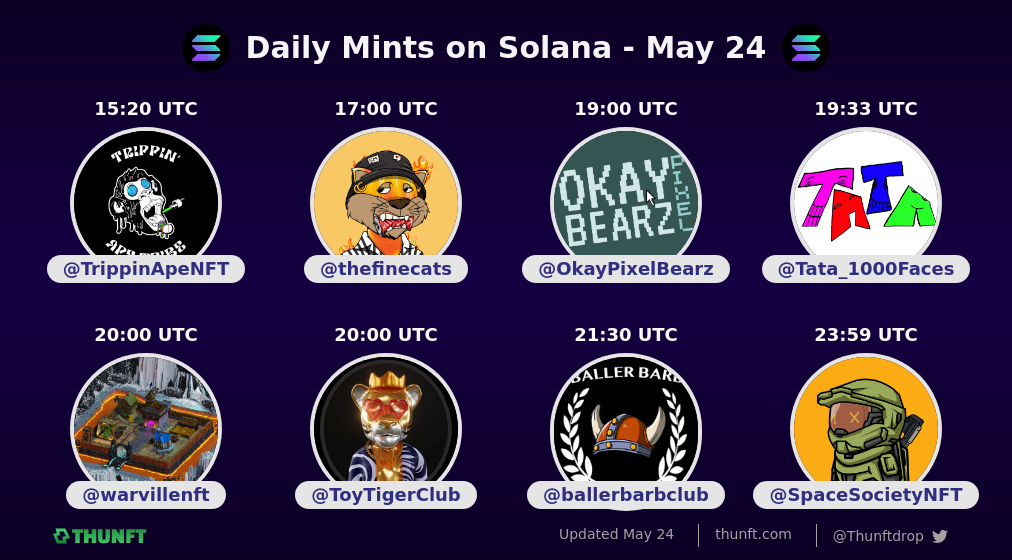 Daily Mints on Solana - May 24
15:20 UTC
17:00 UTC
19:00 UTC
19:33 UTC
TRIPPIN'
APE TRIBE
OKAY
BEARZ
PIXEL
TATA
@TrippinApeNFT
@thefinecats
@OkayPixelBearz
@Tata_1000Faces
20:00 UTC
20:00 UTC
21:30 UTC
23:59 UTC
BALLER BARB
@warvillenft
@ToyTigerClub
@ballerbarbclub
@SpaceSocietyNFT
THUNFT
Updated May 24
thunft.com
@Thunftdrop